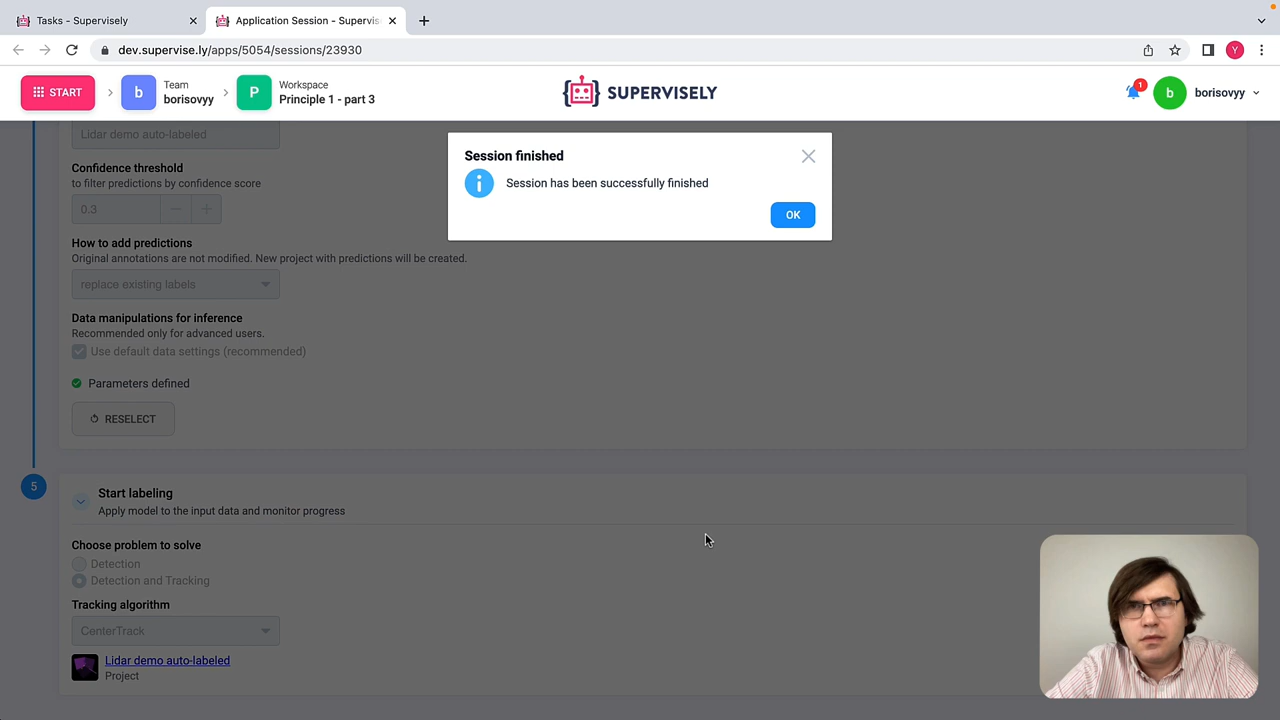 Tasks - Supervisely
Application Session - Supervis
dev.supervise.ly/apps/5054/sessions/23930
Y
START
b
Team
borisovyy
P
Workspace
Principle 1 - part 3
SUPERVISELY
1
b
borisovyy
Lidar demo auto-labeled
Confidence threshold
to filter predictions by confidence score
0.3
How to add predictions
Original annotations are not modified. New project with predictions will be created.
replace existing labels
Data manipulations for inference
Recommended only for advanced users.
Use default data settings (recommended)
Parameters defined
RESELECT
Session finished
Session has been successfully finished
OK
5
Start labeling
Apply model to the input data and monitor progress
Choose problem to solve
Detection
Detection and Tracking
Tracking algorithm
CenterTrack
Lidar demo auto-labeled
Project